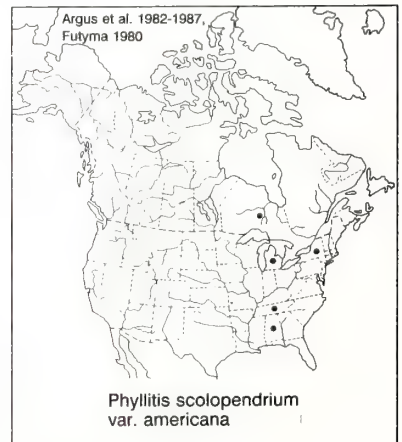 Argus et al. 1982-1987,
Futyma 1980
Phyllitis scolopendrium
var. americana